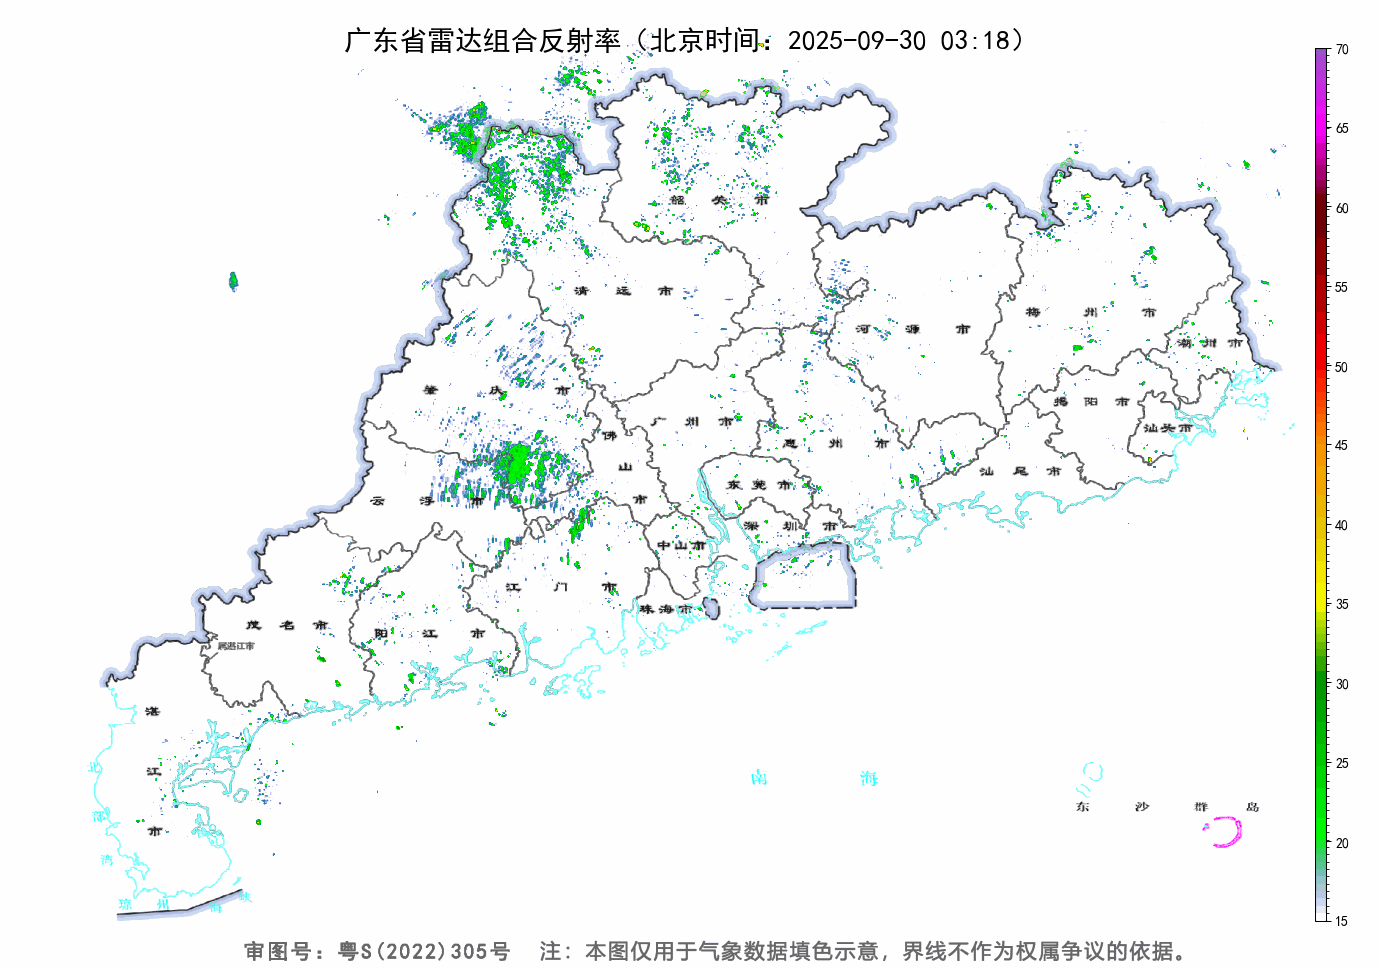 广东省雷达组合反射率（北京时间：2025-09-30 03:18）
70
65
60
55
50
45
40
35
30
25
20
15
韶关市
清远市
河源市
梅州市
潮州市
肇庆市
广州市
佛山市
惠州市
揭阳市
汕头市
汕尾市
云浮市
东莞市
深圳市
中山市
江门市
珠海市
茂名市
属湛江市
阳江市
湛江市
北部湾
琼州海峡
南海
东沙群岛
审图号：粤S(2022)305号 注：本图仅用于气象数据填色示意，界线不作为权属争议的依据。